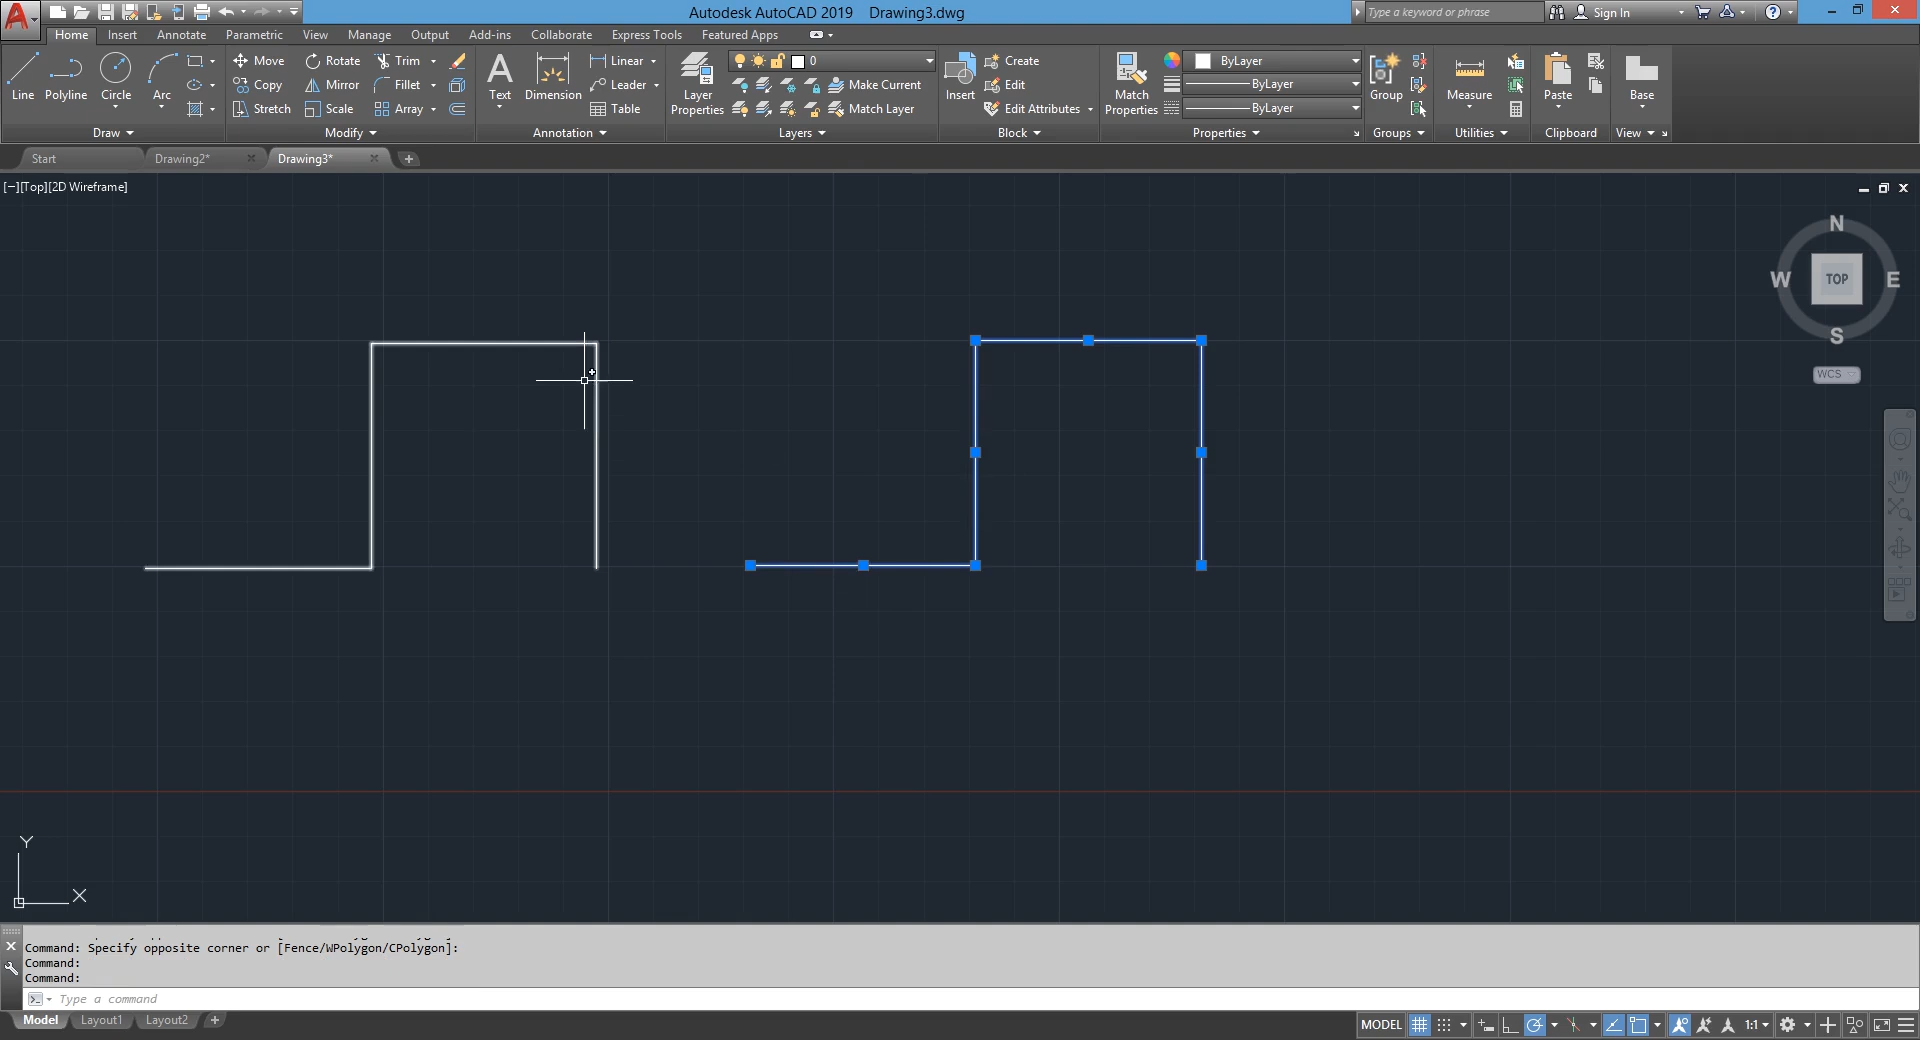 Autodesk AutoCAD 2019 Drawing3.dwg
Type a keyword or phrase
Sign In
Home Insert Annotate Parametric View Manage Output Add-ins Collaborate Express Tools Featured Apps
Line Polyline Circle Arc
Draw
Move Rotate Trim
Copy Mirror Fillet
Stretch Scale Array
Modify
Text Dimension
Linear
Leader
Table
Annotation
Layer Properties
0
Make Current
Match Layer
Layers
Insert
Create
Edit
Edit Attributes
Block
Match Properties
ByLayer
ByLayer
ByLayer
Properties
Group
Groups
Measure
Utilities
Paste
Clipboard
Base
View
Start Drawing2* Drawing3*
[−][Top][2D Wireframe]
N
W TOP E
S
WCS
Y
X
Command: Specify opposite corner or [Fence/WPolygon/CPolygon]:
Command:
Command:
Type a command
Model Layout1 Layout2
MODEL 1:1